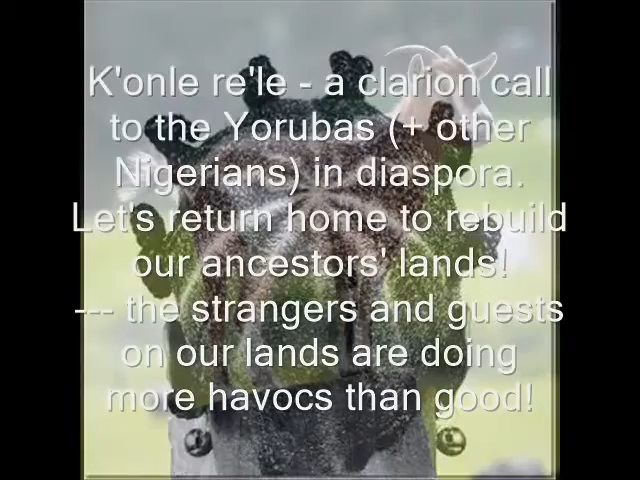 K'onle re'le - a clarion call
to the Yorubas (+ other
Nigerians) in diaspora.
Let's return home to rebuild
our ancestors' lands!
--- the strangers and guests
on our lands are doing
more havocs than good!